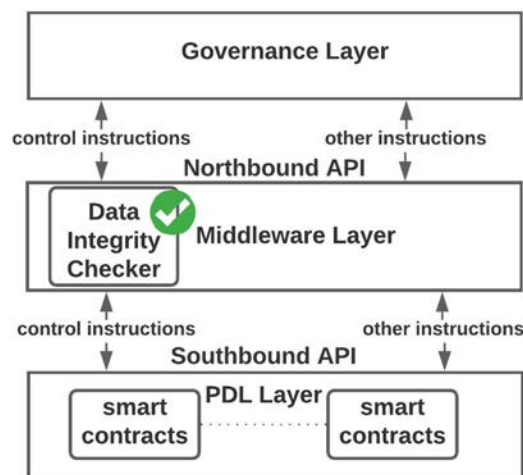 Governance Layer
control instructions
other instructions
Northbound API
Data
Integrity
Checker
Middleware Layer
control instructions
other instructions
Southbound API
PDL Layer
smart
contracts
smart
contracts